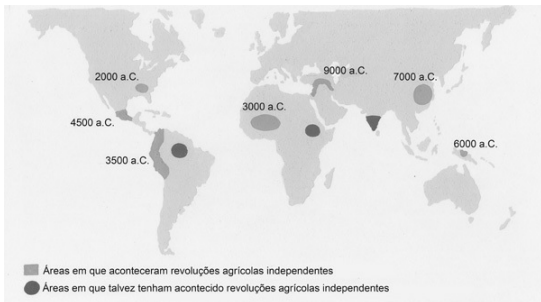 9000 a.C.
2000 a.C.
7000 a.C.
3000 a.C.
4500 a.C.
6000 a.C.
3500 a.C.
Áreas em que aconteceram revoluções agrícolas independentes
Áreas em que talvez tenham acontecido revoluções agrícolas independentes